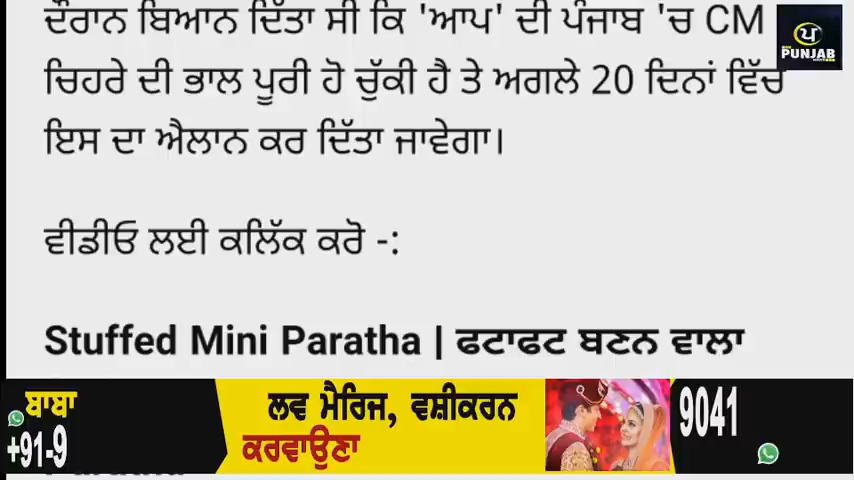 ਦੌਰਾਨ ਬਿਆਨ ਦਿੱਤਾ ਸੀ ਕਿ 'ਆਪ' ਦੀ ਪੰਜਾਬ 'ਚ CM
ਪ
PUNJAB
ਚਿਹਰੇ ਦੀ ਭਾਲ ਪੂਰੀ ਹੋ ਚੁੱਕੀ ਹੈ ਤੇ ਅਗਲੇ 20 ਦਿਨਾਂ ਵਿੱਚ
ਇਸ ਦਾ ਐਲਾਨ ਕਰ ਦਿੱਤਾ ਜਾਵੇਗਾ।
ਵੀਡੀਓ ਲਈ ਕਲਿੱਕ ਕਰੋ -:
Stuffed Mini Paratha | ਫਟਾਫਟ ਬਣਨ ਵਾਲਾ
ਬਾਬਾ
+91-9
ਲਵ ਮੈਰਿਜ, ਵਸ਼ੀਕਰਨ
ਕਰਵਾਉਣਾ
9041